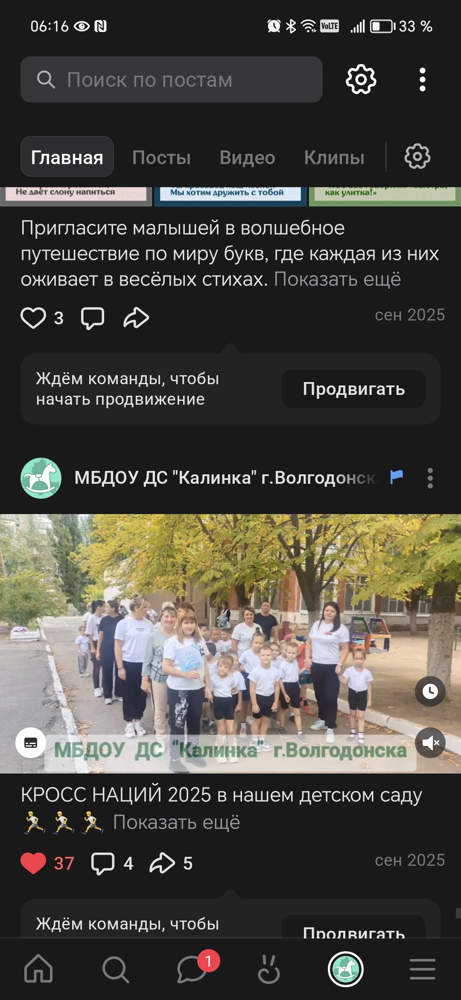 06:16
VoLTE
33 %
Поиск по постам
Главная Посты Видео Клипы
Не даёт слону напиться
Мы хотим дружить с тобой
как улитка!»
Пригласите малышей в волшебное
путешествие по миру букв, где каждая из них
оживает в весёлых стихах. Показать ещё
3
сен 2025
Ждём команды, чтобы
начать продвижение
Продвигать
МБДОУ ДС "Калинка" г.Волгодонска
МБДОУ ДС "Калинка" г.Волгодонска
КРОСС НАЦИЙ 2025 в нашем детском саду
Показать ещё
37 4 5
сен 2025
Ждём команды, чтобы
Продвигать
1